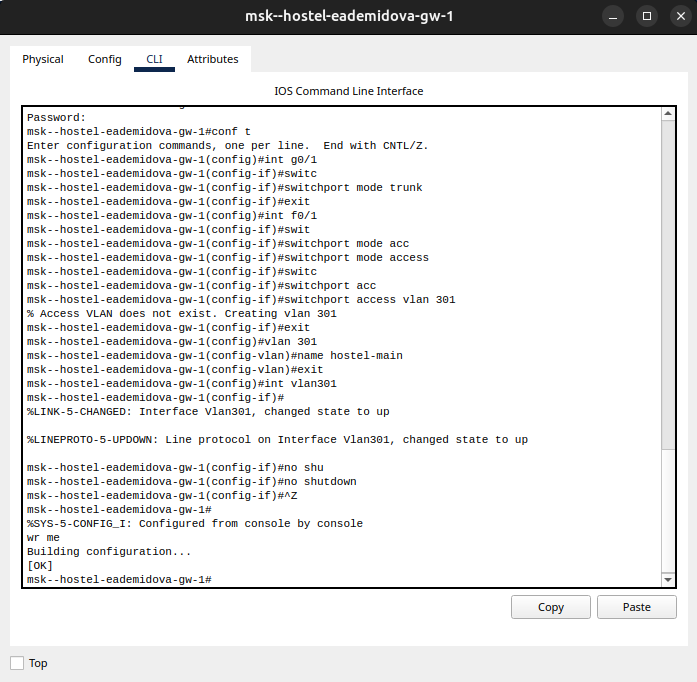 msk--hostel-eademidova-gw-1
Physical Config CLI Attributes
IOS Command Line Interface
Password:
msk--hostel-eademidova-gw-1#conf t
Enter configuration commands, one per line.  End with CNTL/Z.
msk--hostel-eademidova-gw-1(config)#int g0/1
msk--hostel-eademidova-gw-1(config-if)#switc
msk--hostel-eademidova-gw-1(config-if)#switchport mode trunk
msk--hostel-eademidova-gw-1(config-if)#exit
msk--hostel-eademidova-gw-1(config)#int f0/1
msk--hostel-eademidova-gw-1(config-if)#swit
msk--hostel-eademidova-gw-1(config-if)#switchport mode acc
msk--hostel-eademidova-gw-1(config-if)#switchport mode access
msk--hostel-eademidova-gw-1(config-if)#switc
msk--hostel-eademidova-gw-1(config-if)#switchport acc
msk--hostel-eademidova-gw-1(config-if)#switchport access vlan 301
% Access VLAN does not exist. Creating vlan 301
msk--hostel-eademidova-gw-1(config-if)#exit
msk--hostel-eademidova-gw-1(config)#vlan 301
msk--hostel-eademidova-gw-1(config-vlan)#name hostel-main
msk--hostel-eademidova-gw-1(config-vlan)#exit
msk--hostel-eademidova-gw-1(config)#int vlan301
msk--hostel-eademidova-gw-1(config-if)#
%LINK-5-CHANGED: Interface Vlan301, changed state to up
%LINEPROTO-5-UPDOWN: Line protocol on Interface Vlan301, changed state to up
msk--hostel-eademidova-gw-1(config-if)#no shu
msk--hostel-eademidova-gw-1(config-if)#no shutdown
msk--hostel-eademidova-gw-1(config-if)#^Z
msk--hostel-eademidova-gw-1#
%SYS-5-CONFIG_I: Configured from console by console
wr me
Building configuration...
[OK]
msk--hostel-eademidova-gw-1#
Copy Paste
Top